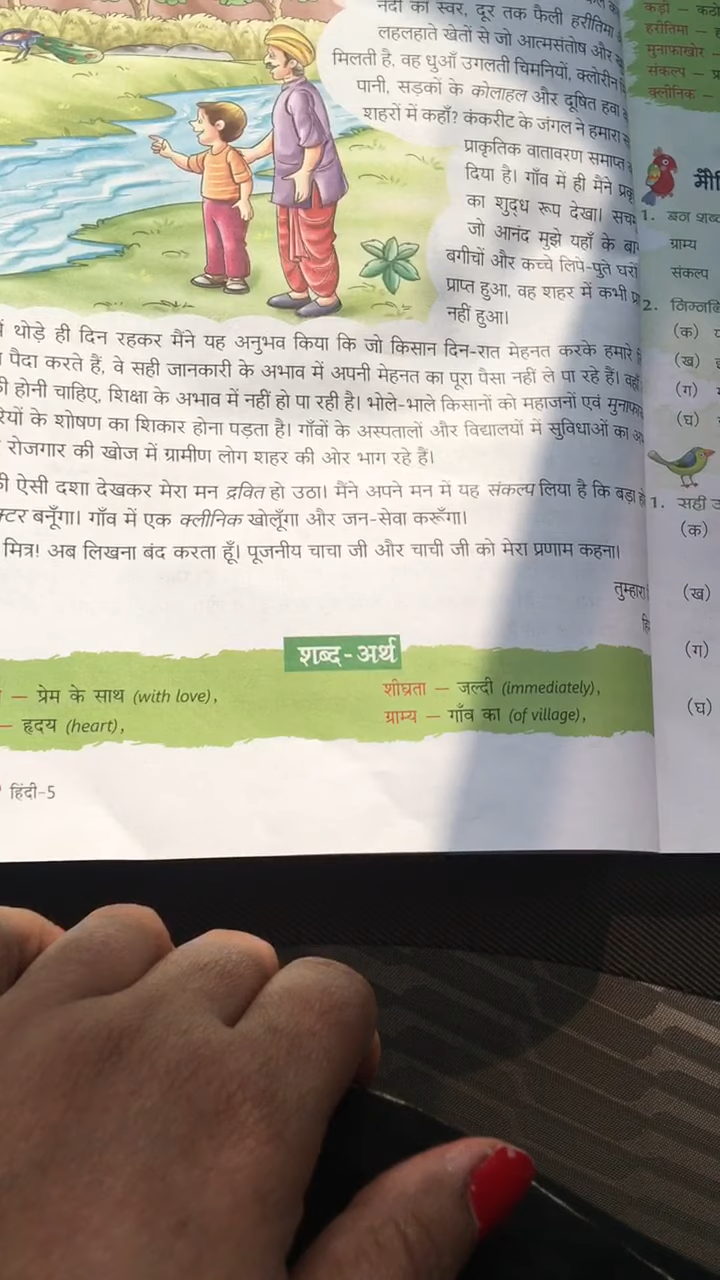 नदी का स्वर, दूर तक फैली हरीतिमा
लहलहाते खेतों से जो आत्मसंतोष और
मिलती है, वह धुआँ उगलती चिमनियों, क्लोरीन
पानी, सड़कों के कोलाहल और दूषित हवा
शहरों में कहाँ? कंकरीट के जंगल ने हमारा
प्राकृतिक वातावरण समाप्त
दिया है। गाँव में ही मैंने
का शुद्ध रूप देखा।
जो आनंद मुझे यहाँ के
बगीचों और कच्चे लिपे-पुते घरों
प्राप्त हुआ, वह शहर में कभी
नहीं हुआ।
थोड़े ही दिन रहकर मैंने यह अनुभव किया कि जो किसान दिन-रात मेहनत करके हमारे
पैदा करते हैं, वे सही जानकारी के अभाव में अपनी मेहनत का पूरा पैसा नहीं ले पा रहे हैं।
होनी चाहिए, शिक्षा के अभाव में नहीं हो पा रही है। भोले-भाले किसानों को महाजनों एवं
के शोषण का शिकार होना पड़ता है। गाँवों के अस्पतालों और विद्यालयों में सुविधाओं का
रोजगार की खोज में ग्रामीण लोग शहर की ओर भाग रहे हैं।
ऐसी दशा देखकर मेरा मन द्रवित हो उठा। मैंने अपने मन में यह संकल्प लिया है कि बड़ा
बनूँगा। गाँव में एक क्लीनिक खोलूँगा और जन-सेवा करूँगा।
मित्र! अब लिखना बंद करता हूँ। पूजनीय चाचा जी और चाची जी को मेरा प्रणाम कहना।
तुम्हारा
शब्द-अर्थ
— प्रेम के साथ (with love),
— हृदय (heart),
शीघ्रता — जल्दी (immediately),
ग्राम्य — गाँव का (of village),
हिंदी-5
कड़ी —
हरीतिमा —
मुनाफाखोर —
संकल्प —
क्लीनिक —
1.
ग्राम्य
संकल्प
2.
(क)
(ख)
(ग)
(घ)
1. सही
(क)
(ख)
(ग)
(घ)